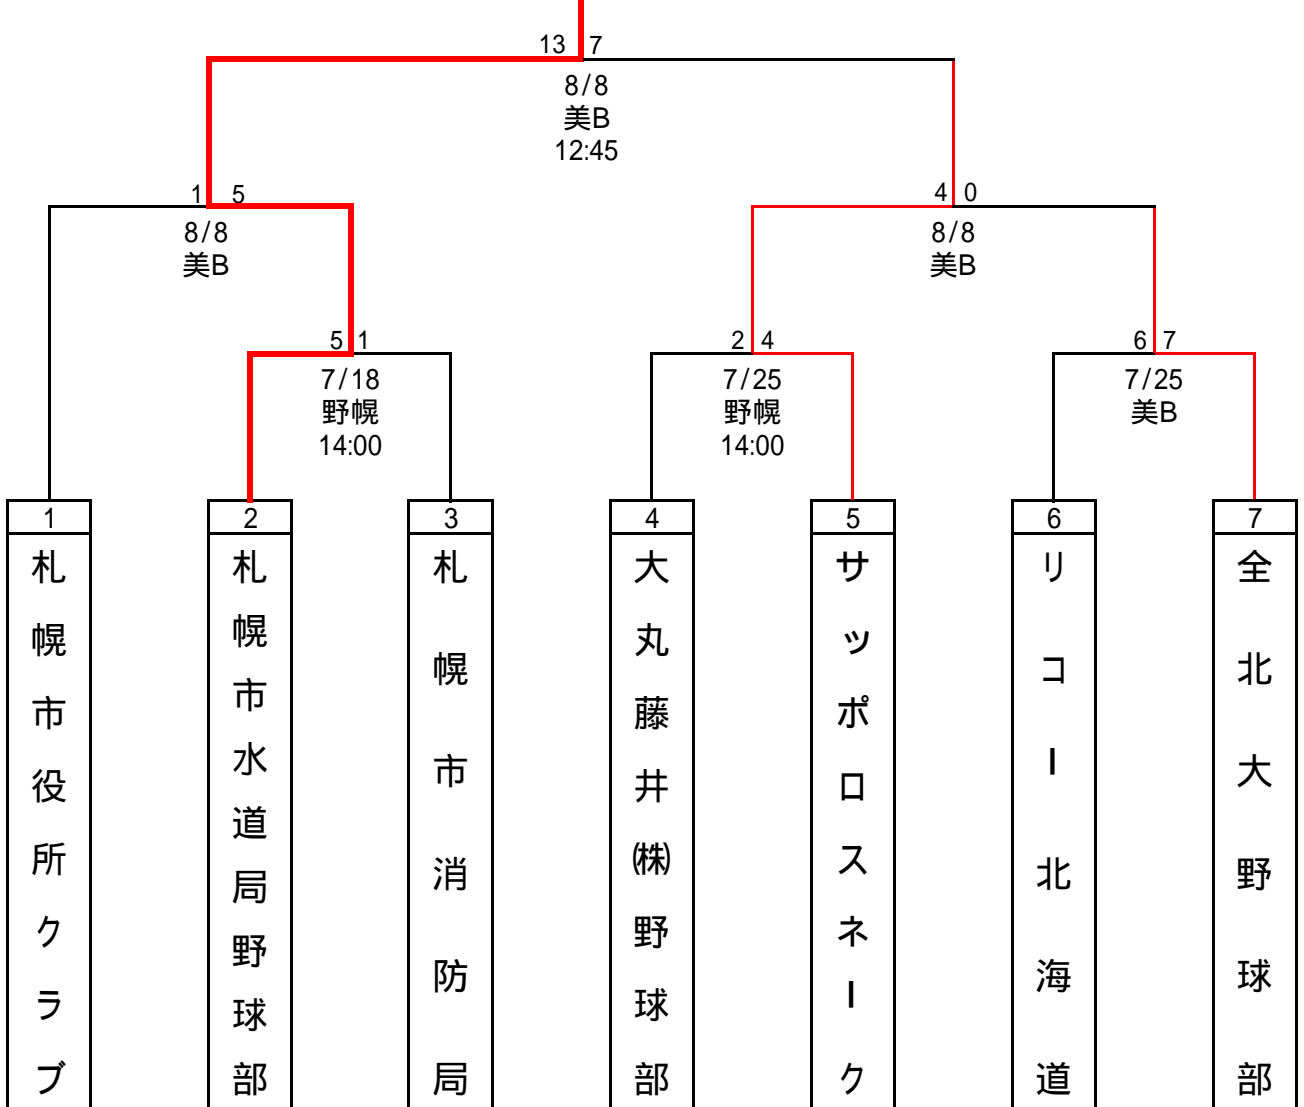 13 7
8/8
美B
12:45
1 5
8/8
美B
4 0
8/8
美B
5 1
7/18
野幌
14:00
2 4
7/25
野幌
14:00
6 7
7/25
美B
1
札幌市役所クラブ
2
札幌市水道局野球部
3
札幌市消防局
4
大丸藤井㈱野球部
5
サッポロスネーク
6
リコー北海道
7
全北大野球部